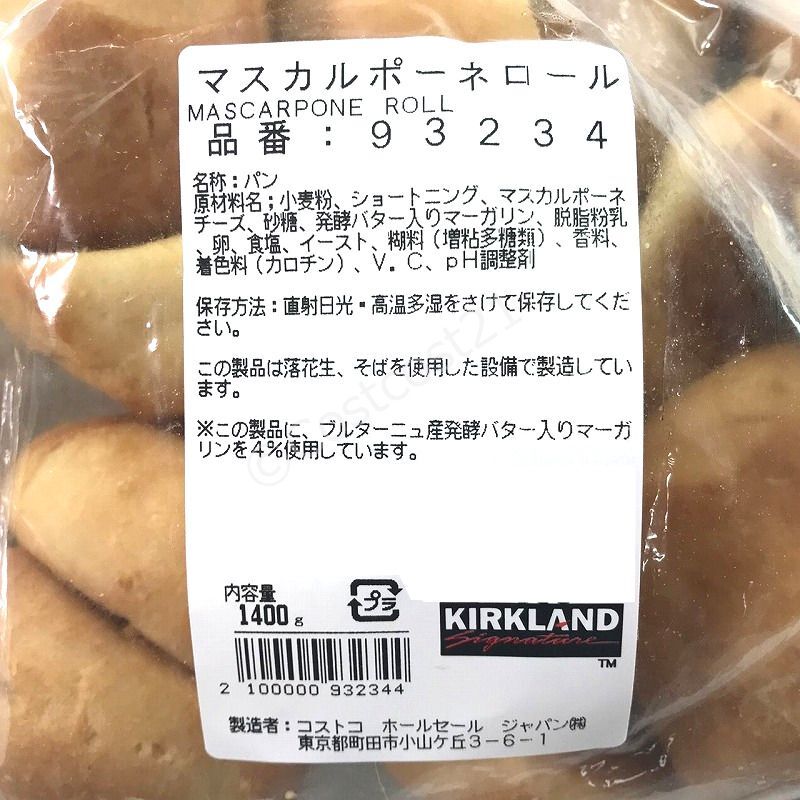 マスカルポーネロール
MASCARPONE ROLL
品番：93234
名称：パン
原材料名；小麦粉、ショートニング、マスカルポーネ
チーズ、砂糖、発酵バター入りマーガリン、脱脂粉乳
、卵、食塩、イースト、糊料（増粘多糖類）、香料、
着色料（カロチン）、V．C、pH調整剤
保存方法：直射日光・高温多湿をさけて保存してくだ
さい。
この製品は落花生、そばを使用した設備で製造してい
ます。
※この製品に、ブルターニュ産発酵バター入りマーガ
リンを4％使用しています。
内容量
1400g
プラ
KIRKLAND
Signature
TM
2 100000 932344
製造者：コストコ ホールセール ジャパン㈱
東京都町田市小山ケ丘3-6-1